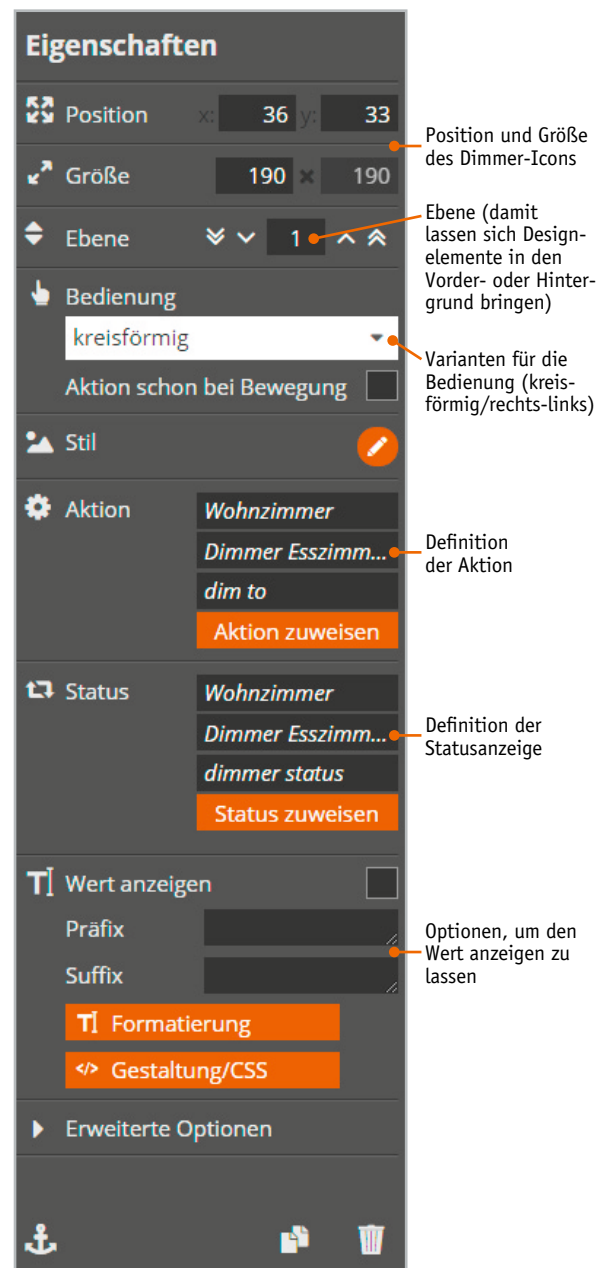 Eigenschaften
Position x: 36 y: 33
Größe 190 × 190
Ebene 1
Bedienung
kreisförmig
Aktion schon bei Bewegung
Stil
Aktion Wohnzimmer
Dimmer Esszimm...
dim to
Aktion zuweisen
Status Wohnzimmer
Dimmer Esszimm...
dimmer status
Status zuweisen
Wert anzeigen
Präfix
Suffix
Formatierung
Gestaltung/CSS
Erweiterte Optionen
Position und Größe
des Dimmer-Icons
Ebene (damit
lassen sich Design-
elemente in den
Vorder- oder Hinter-
grund bringen)
Varianten für die
Bedienung (kreis-
förmig/rechts-links)
Definition
der Aktion
Definition der
Statusanzeige
Optionen, um den
Wert anzeigen zu
lassen